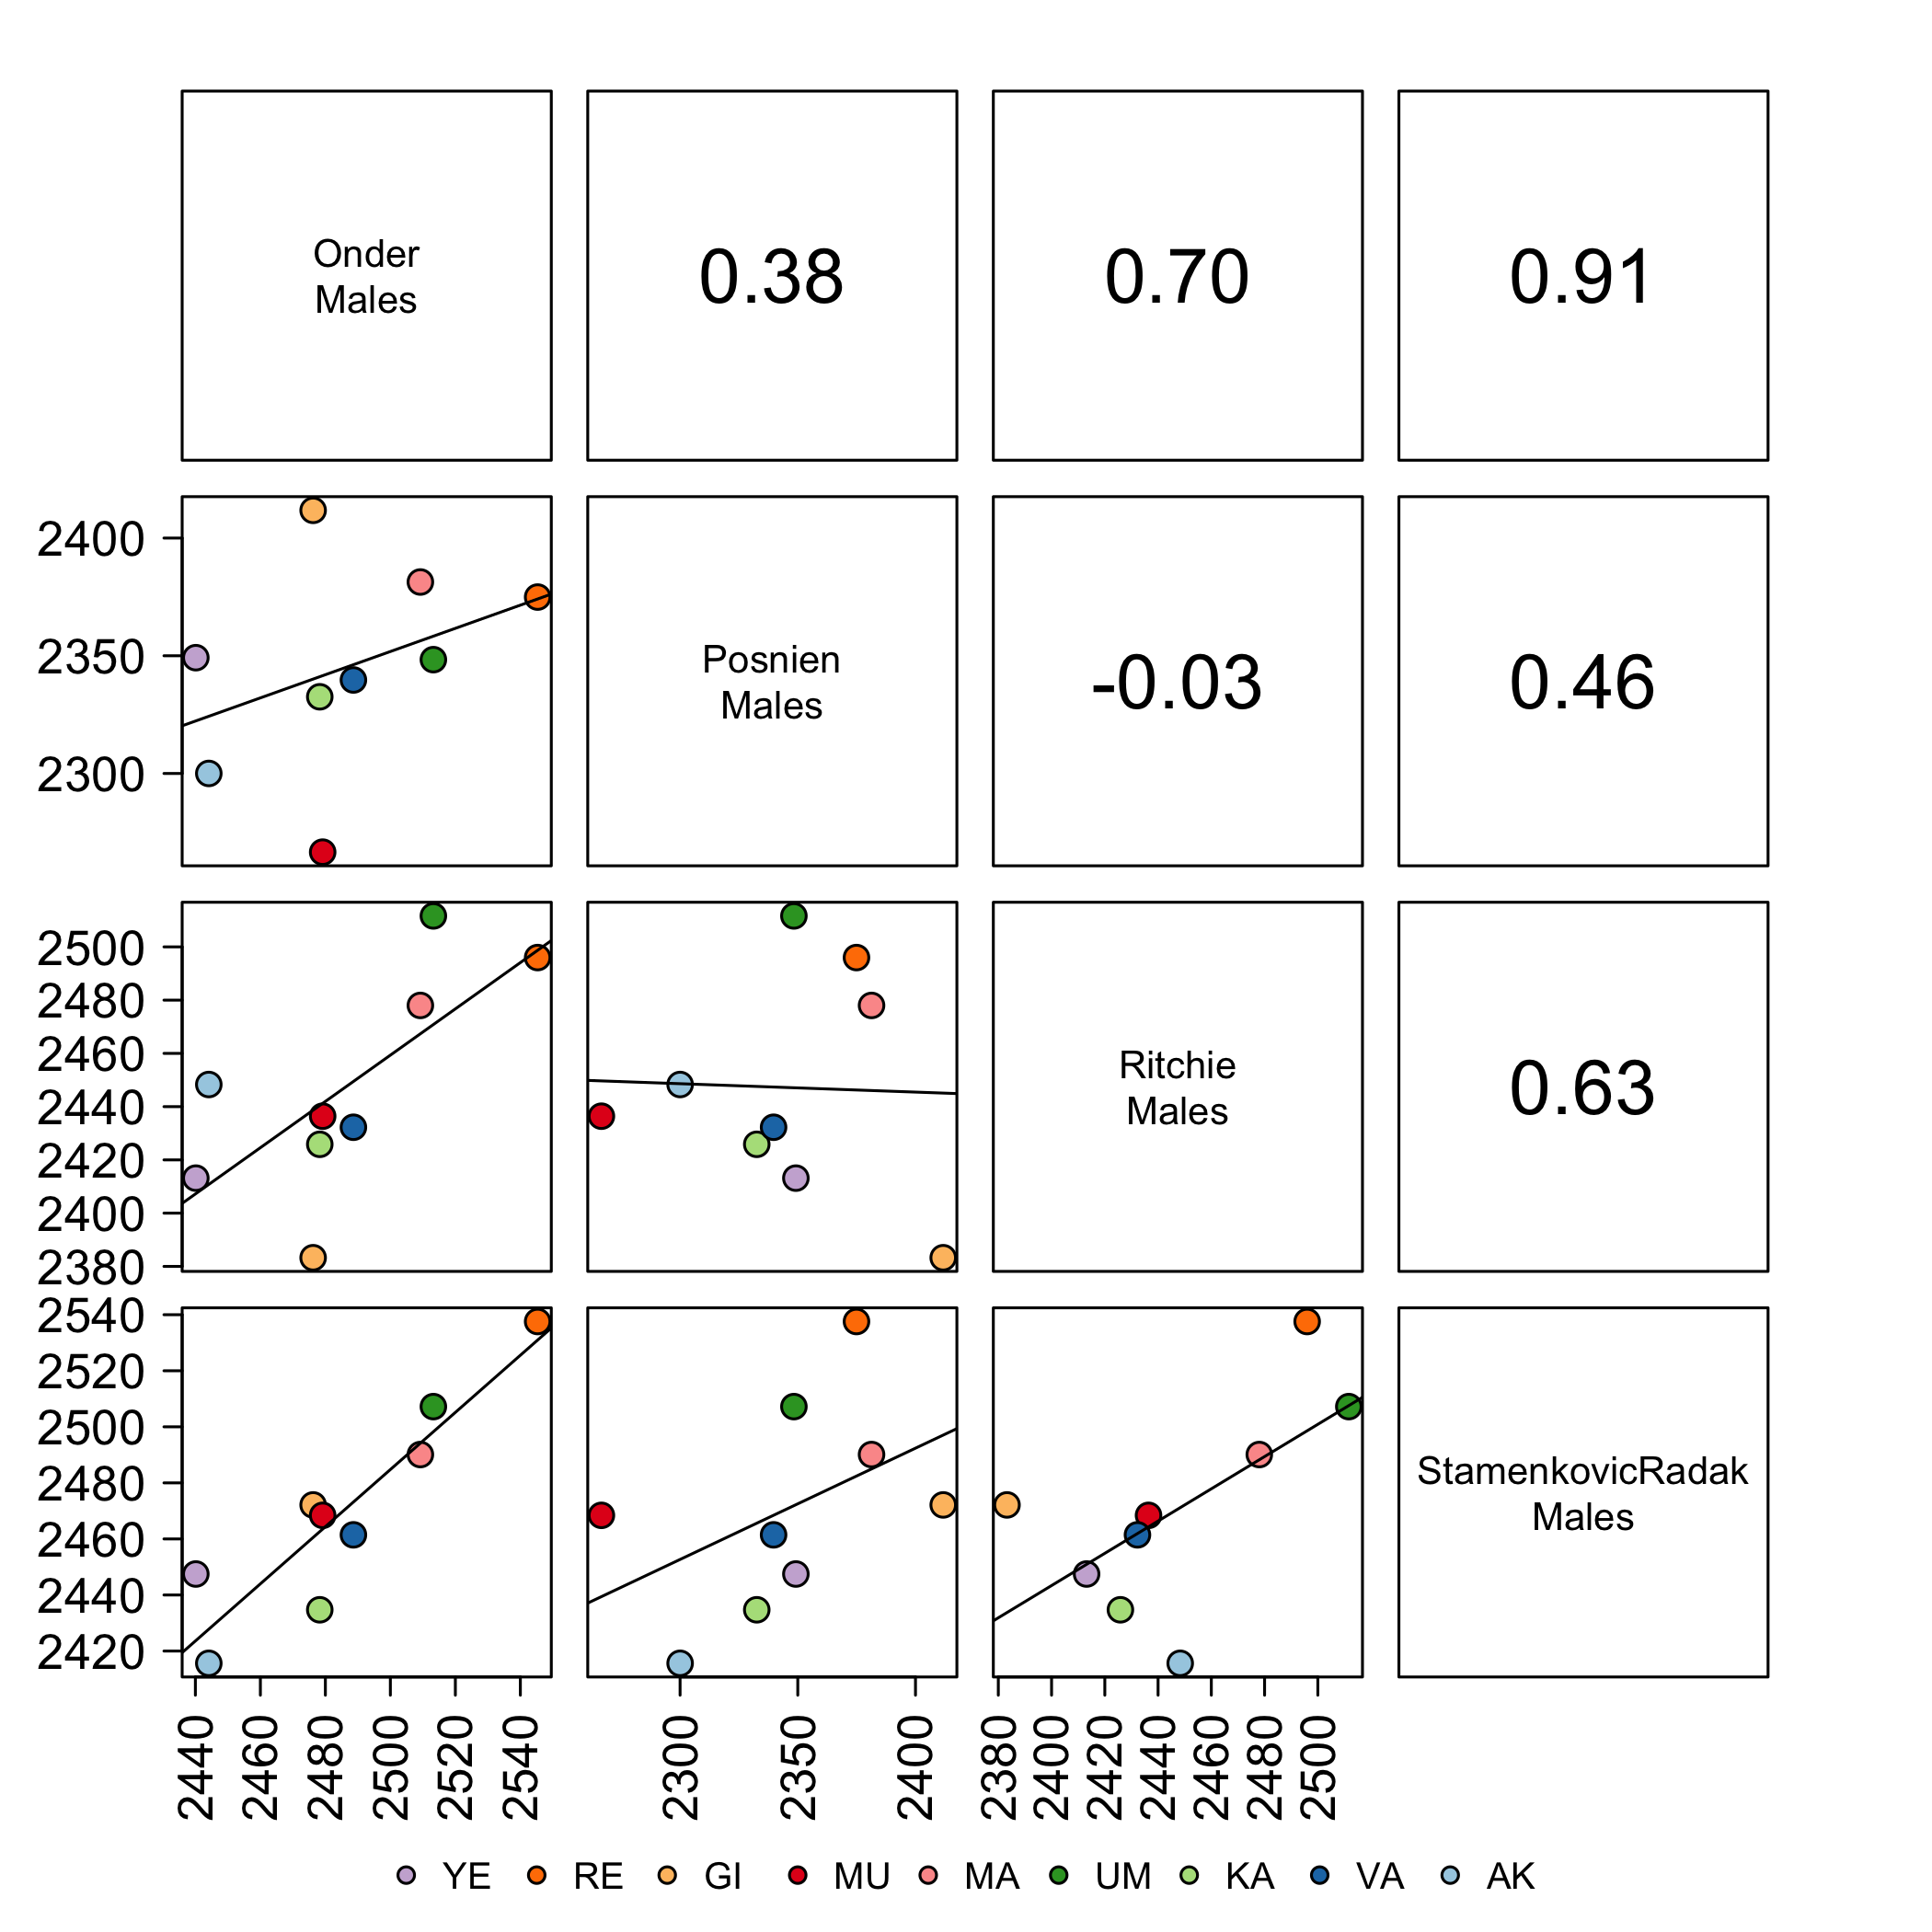 Onder
Males
0.38
0.70
0.91
2400
2350
2300
Posnien
Males
-0.03
0.46
2500
2480
2460
2440
2420
2400
2380
Ritchie
Males
0.63
2540
2520
2500
2480
2460
2440
2420
StamenkovicRadak
Males
2440 2460 2480 2500 2520 2540
2300 2350 2400
2380 2400 2420 2440 2460 2480 2500
YE RE GI MU MA UM KA VA AK